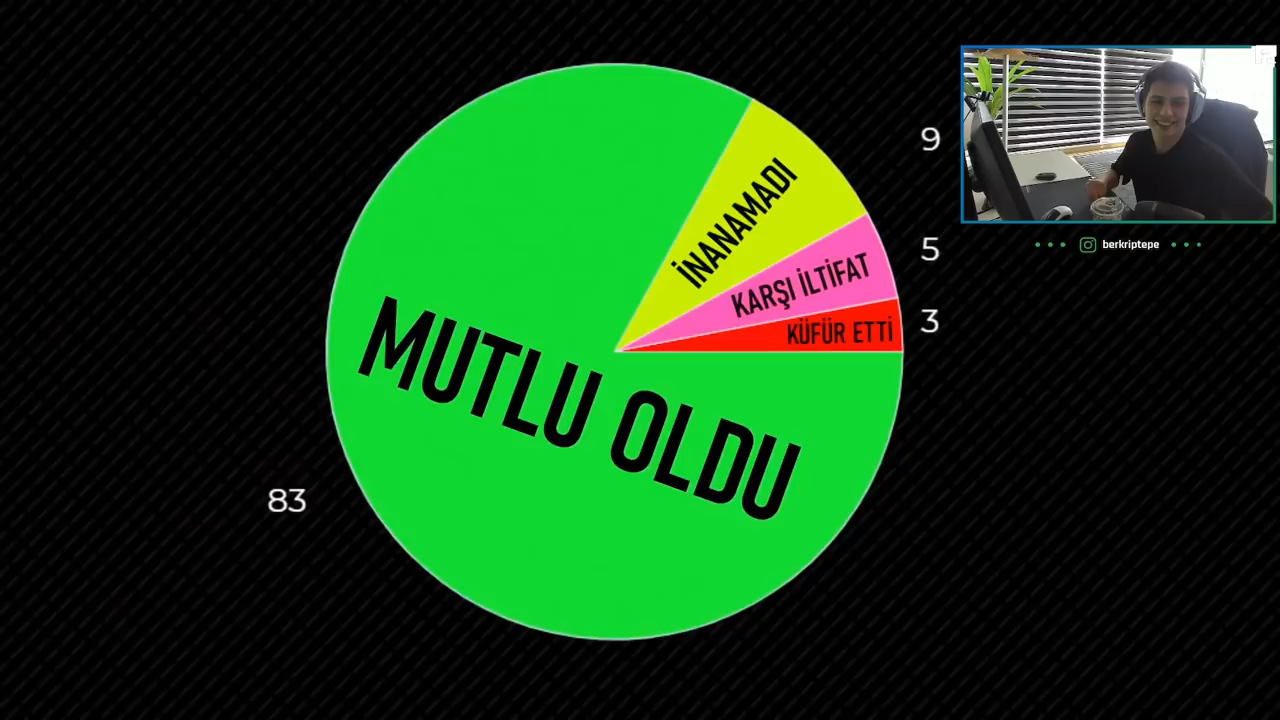 9
İNANAMADI
5
KARŞI İLTİFAT
3
KÜFÜR ETTİ
MUTLU OLDU
83
berkriptepe